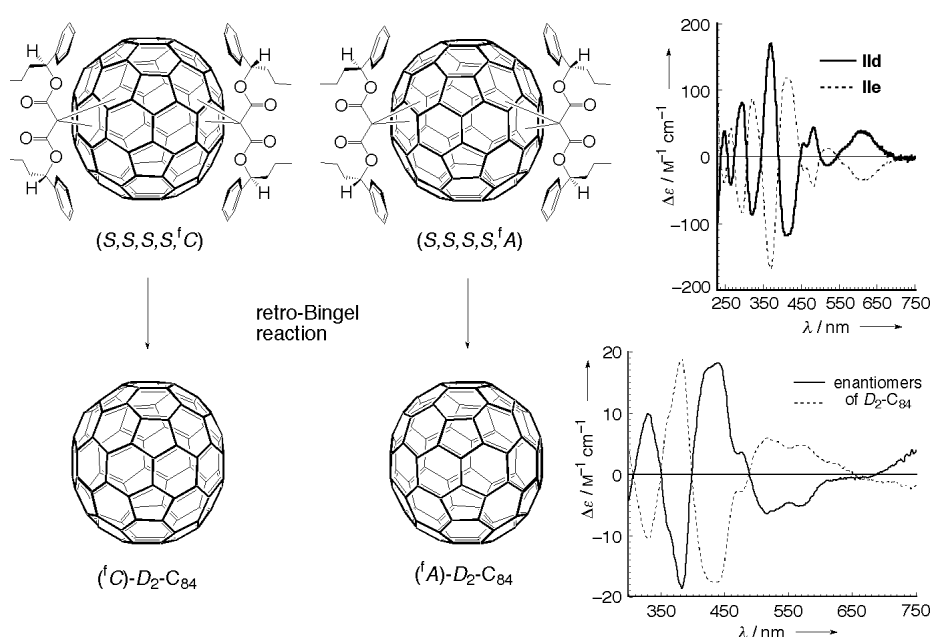 H
O
O
O
O
H
H
O
O
O
O
H
(S,S,S,S,ᶠC)
H
O
O
O
O
H
H
O
O
O
O
H
(S,S,S,S,ᶠA)
retro-Bingel
reaction
(ᶠC)-D₂-C₈₄
(ᶠA)-D₂-C₈₄
200
100
0
−100
−200
Δε / M⁻¹ cm⁻¹
IId
IIe
250 350 450 550 650 750
λ / nm
20
10
0
−10
−20
Δε / M⁻¹ cm⁻¹
enantiomers
of D₂-C₈₄
350 450 550 650 750
λ / nm